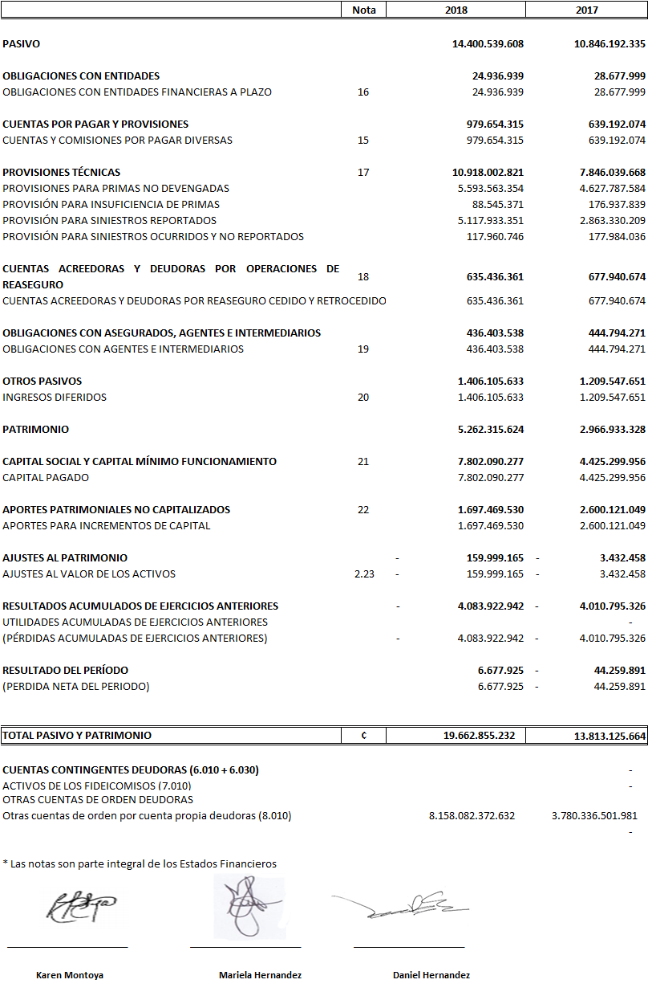 Nota 2018 2017
PASIVO 14.400.539.608 10.846.192.335
OBLIGACIONES CON ENTIDADES 24.936.939 28.677.999
OBLIGACIONES CON ENTIDADES FINANCIERAS A PLAZO 16 24.936.939 28.677.999
CUENTAS POR PAGAR Y PROVISIONES 979.654.315 639.192.074
CUENTAS Y COMISIONES POR PAGAR DIVERSAS 15 979.654.315 639.192.074
PROVISIONES TÉCNICAS 17 10.918.002.821 7.846.039.668
PROVISIONES PARA PRIMAS NO DEVENGADAS 5.593.563.354 4.627.787.584
PROVISIÓN PARA INSUFICIENCIA DE PRIMAS 88.545.371 176.937.839
PROVISIÓN PARA SINIESTROS REPORTADOS 5.117.933.351 2.863.330.209
PROVISIÓN PARA SINIESTROS OCURRIDOS Y NO REPORTADOS 117.960.746 177.984.036
CUENTAS ACREEDORAS Y DEUDORAS POR OPERACIONES DE
REASEGURO 18 635.436.361 677.940.674
CUENTAS ACREEDORAS Y DEUDORAS POR REASEGURO CEDIDO Y RETROCEDIDO 635.436.361 677.940.674
OBLIGACIONES CON ASEGURADOS, AGENTES E INTERMEDIARIOS 436.403.538 444.794.271
OBLIGACIONES CON AGENTES E INTERMEDIARIOS 19 436.403.538 444.794.271
OTROS PASIVOS 1.406.105.633 1.209.547.651
INGRESOS DIFERIDOS 20 1.406.105.633 1.209.547.651
PATRIMONIO 5.262.315.624 2.966.933.328
CAPITAL SOCIAL Y CAPITAL MÍNIMO FUNCIONAMIENTO 21 7.802.090.277 4.425.299.956
CAPITAL PAGADO 7.802.090.277 4.425.299.956
APORTES PATRIMONIALES NO CAPITALIZADOS 22 1.697.469.530 2.600.121.049
APORTES PARA INCREMENTOS DE CAPITAL 1.697.469.530 2.600.121.049
AJUSTES AL PATRIMONIO - 159.999.165 - 3.432.458
AJUSTES AL VALOR DE LOS ACTIVOS 2.23 - 159.999.165 - 3.432.458
RESULTADOS ACUMULADOS DE EJERCICIOS ANTERIORES - 4.083.922.942 - 4.010.795.326
UTILIDADES ACUMULADAS DE EJERCICIOS ANTERIORES -
(PÉRDIDAS ACUMULADAS DE EJERCICIOS ANTERIORES) - 4.083.922.942 - 4.010.795.326
RESULTADO DEL PERÍODO 6.677.925 - 44.259.891
(PERDIDA NETA DEL PERIODO) 6.677.925 - 44.259.891
TOTAL PASIVO Y PATRIMONIO ¢ 19.662.855.232 13.813.125.664
CUENTAS CONTINGENTES DEUDORAS (6.010 + 6.030) -
ACTIVOS DE LOS FIDEICOMISOS (7.010) -
OTRAS CUENTAS DE ORDEN DEUDORAS
Otras cuentas de orden por cuenta propia deudoras (8.010) 8.158.082.372.632 3.780.336.501.981
-
* Las notas son parte integral de los Estados Financieros
Karen Montoya Mariela Hernandez Daniel Hernandez